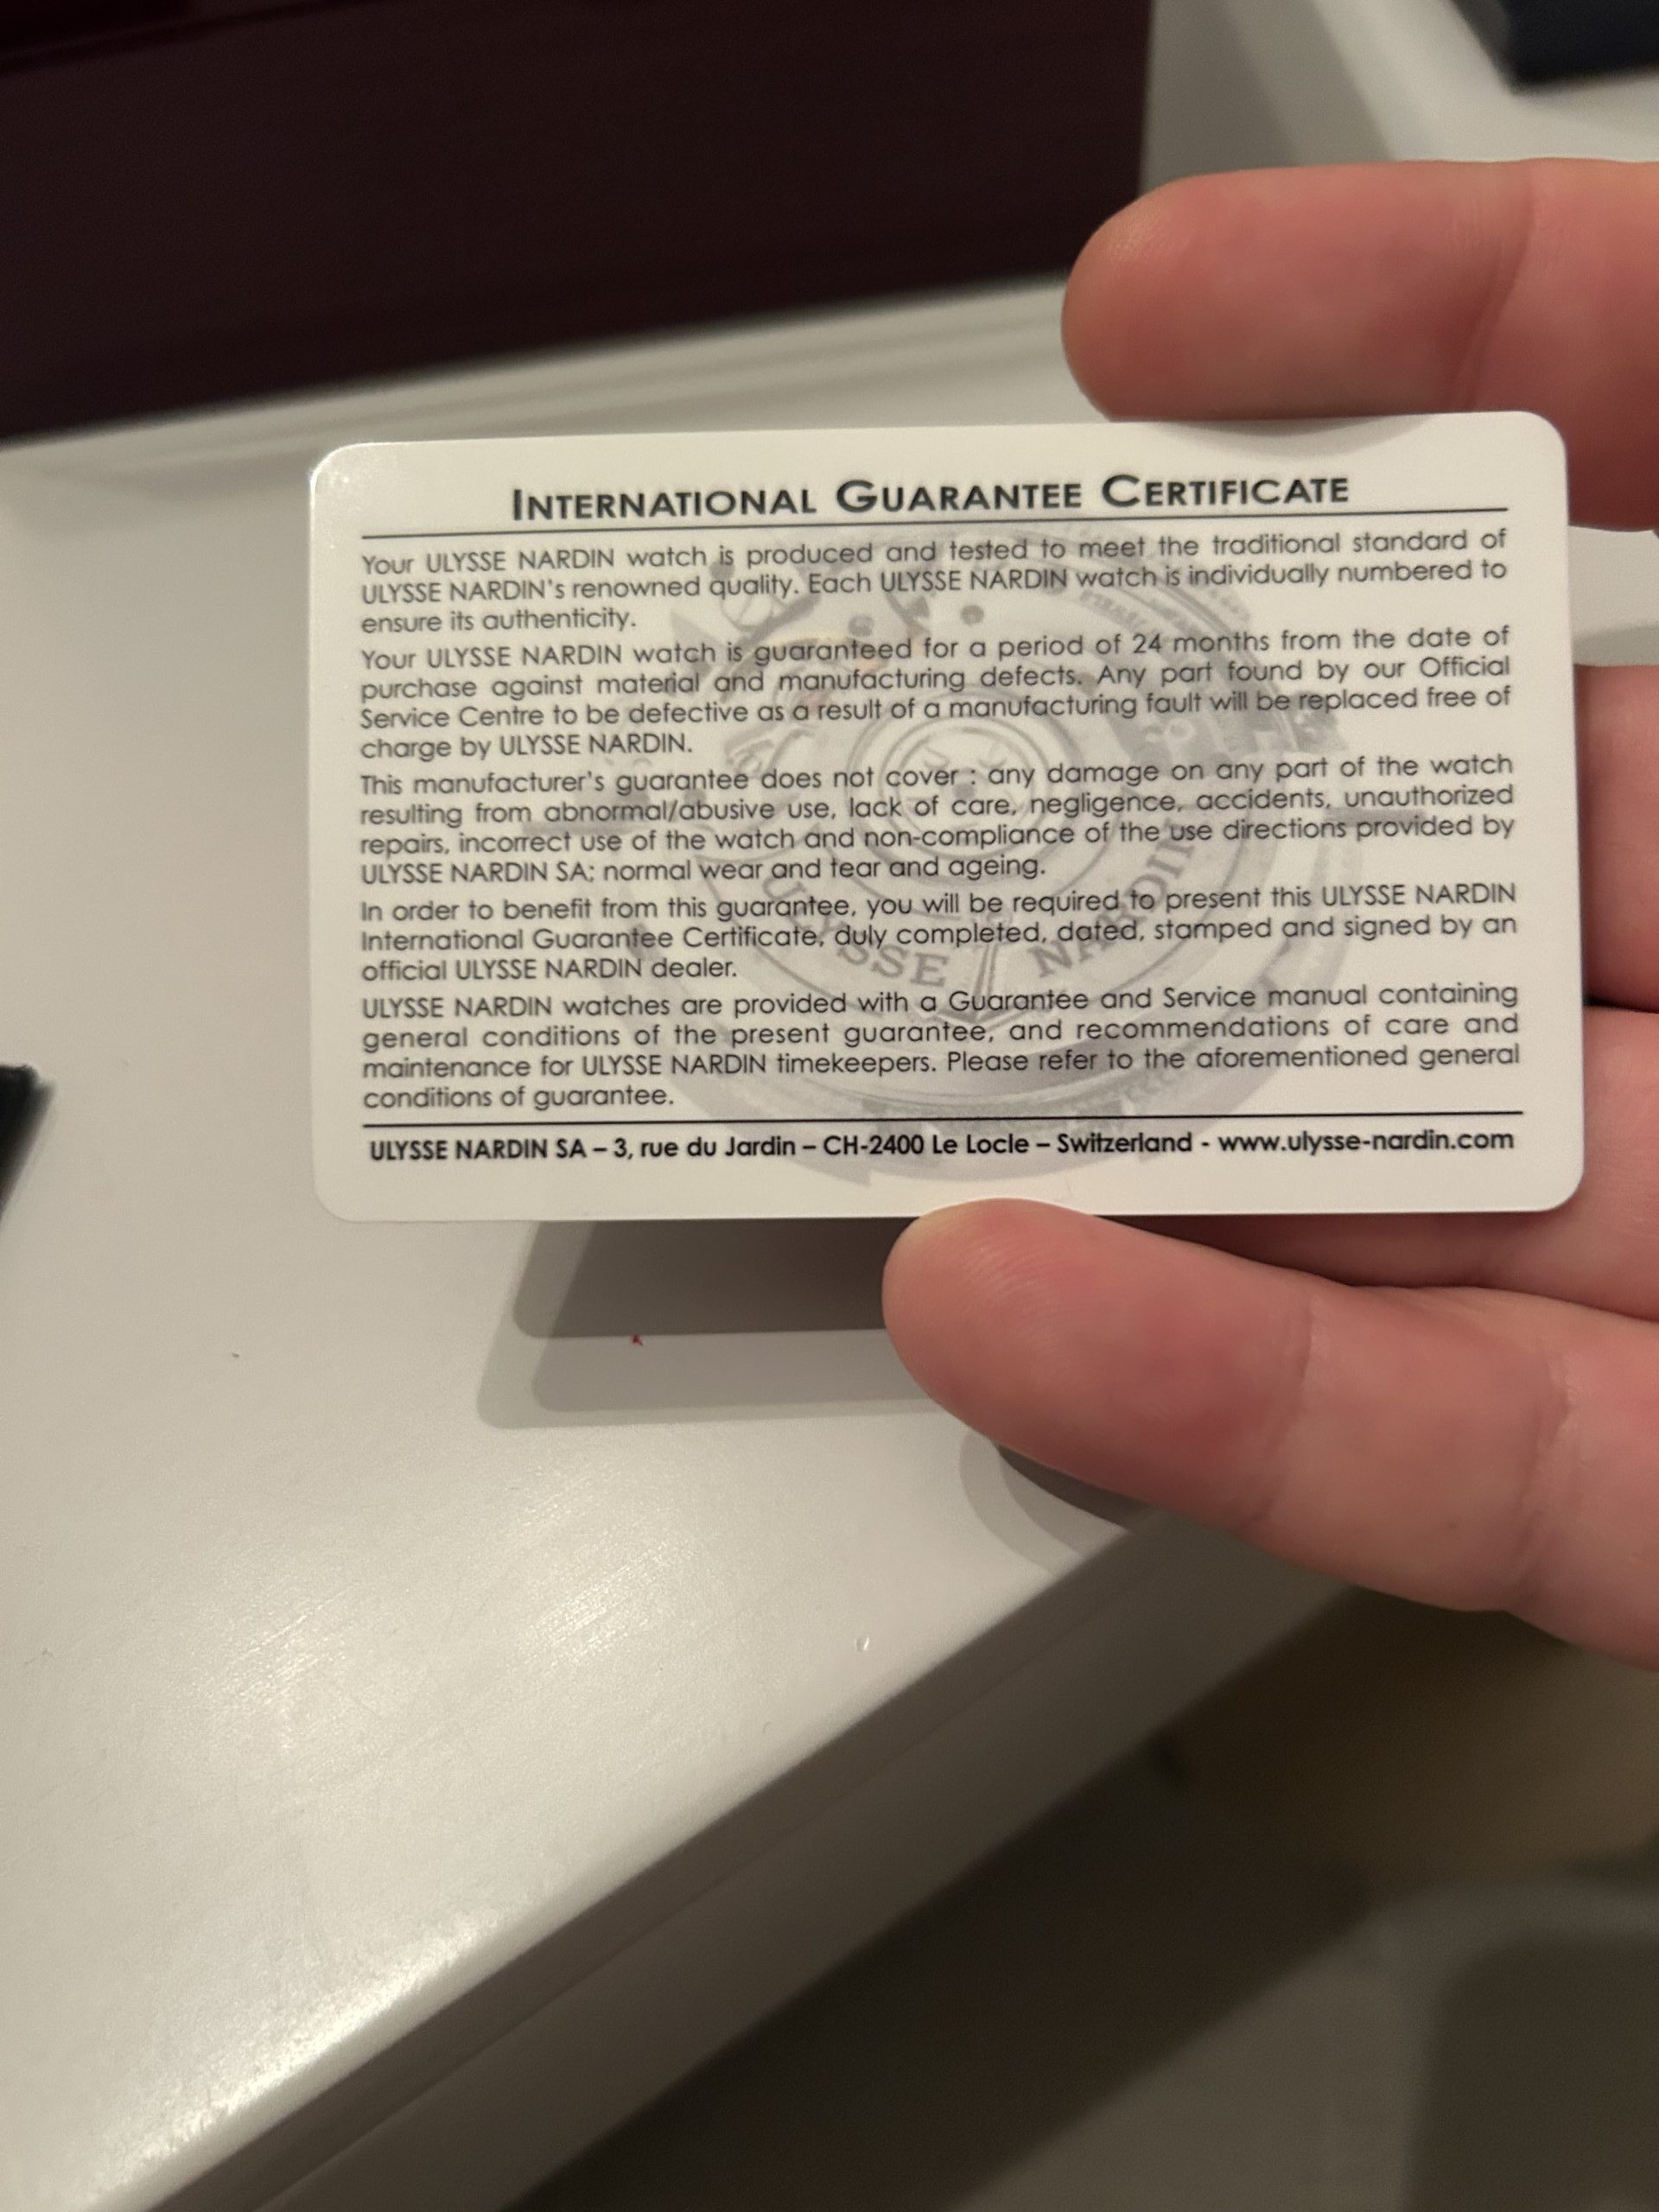 INTERNATIONAL GUARANTEE CERTIFICATE
Your ULYSSE NARDIN watch is produced and tested to meet the traditional standard of
ULYSSE NARDIN's renowned quality. Each ULYSSE NARDIN watch is individually numbered to
ensure its authenticity.
Your ULYSSE NARDIN watch is guaranteed for a period of 24 months from the date of
purchase against material and manufacturing defects. Any part found by our Official
Service Centre to be defective as a result of a manufacturing fault will be replaced free of
charge by ULYSSE NARDIN.
This manufacturer's guarantee does not cover : any damage on any part of the watch
resulting from abnormal/abusive use, lack of care, negligence, accidents, unauthorized
repairs, incorrect use of the watch and non-compliance of the use directions provided by
ULYSSE NARDIN SA; normal wear and tear and ageing.
In order to benefit from this guarantee, you will be required to present this ULYSSE NARDIN
International Guarantee Certificate, duly completed, dated, stamped and signed by an
official ULYSSE NARDIN dealer.
ULYSSE NARDIN watches are provided with a Guarantee and Service manual containing
general conditions of the present guarantee, and recommendations of care and
maintenance for ULYSSE NARDIN timekeepers. Please refer to the aforementioned general
conditions of guarantee.
ULYSSE NARDIN SA – 3, rue du Jardin – CH-2400 Le Locle – Switzerland - www.ulysse-nardin.com
ULYSSE NARDIN